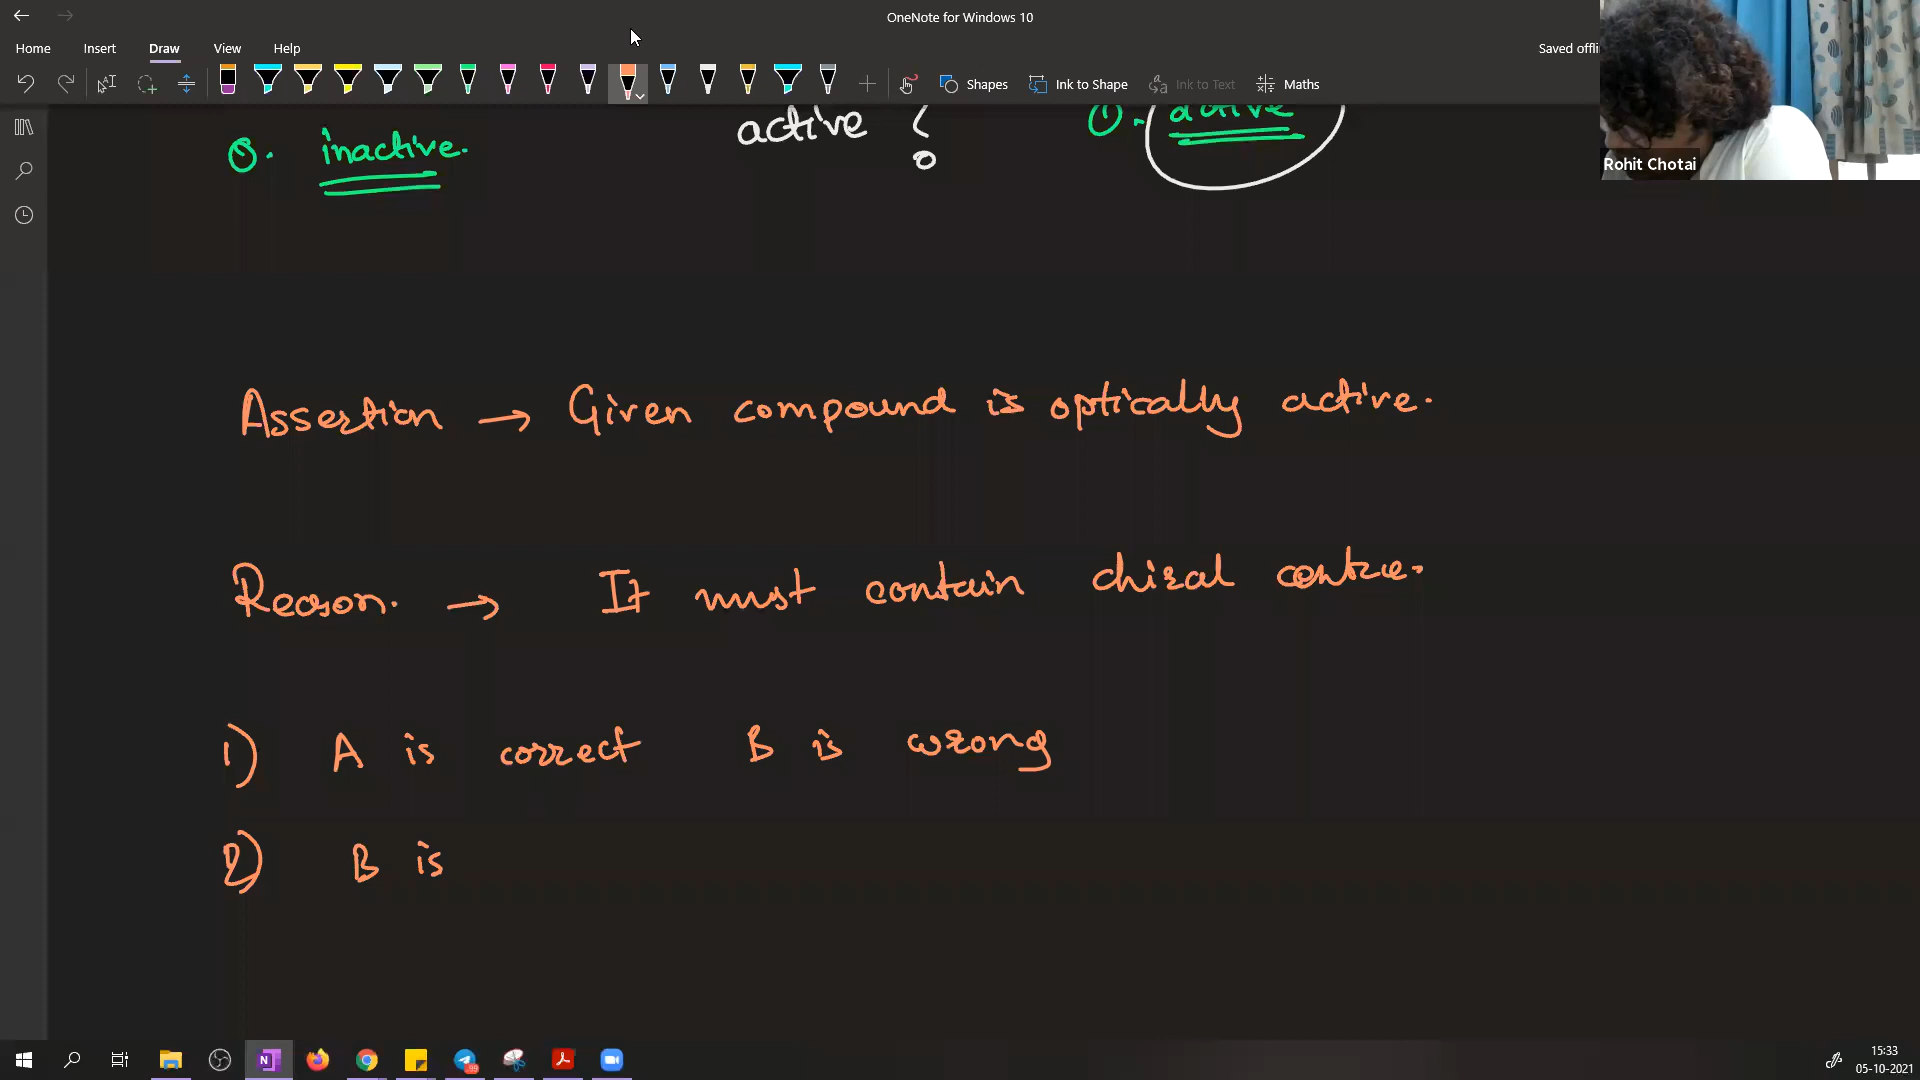 OneNote for Windows 10
Home Insert Draw View Help Saved offli
Shapes Ink to Shape Ink to Text Maths
Rohit Chotai
inactive. active ? active
Assertion → Given compound is optically active.
Reason. → It must contain chiral centre.
1) A is correct B is wrong
2) B is
15:33
05-10-2021